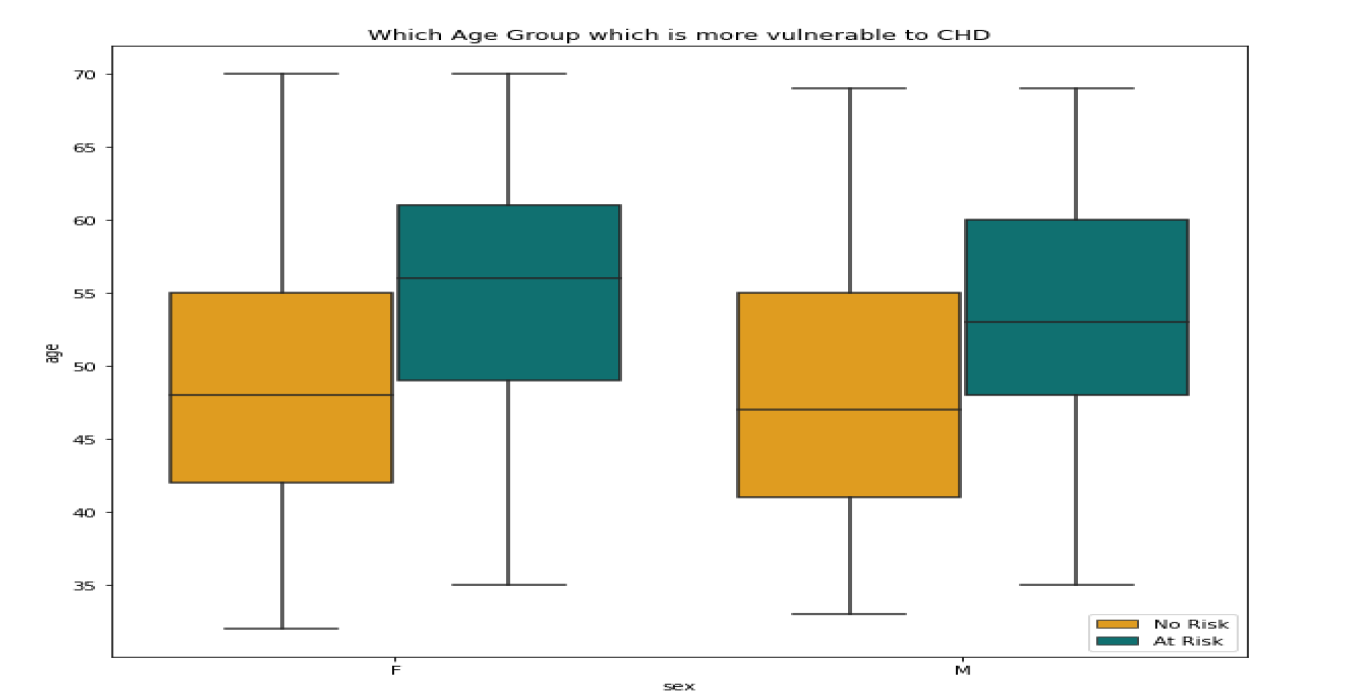 Which Age Group which is more vulnerable to CHD
70
65
60
55
50
45
40
35
age
F
M
sex
No Risk
At Risk